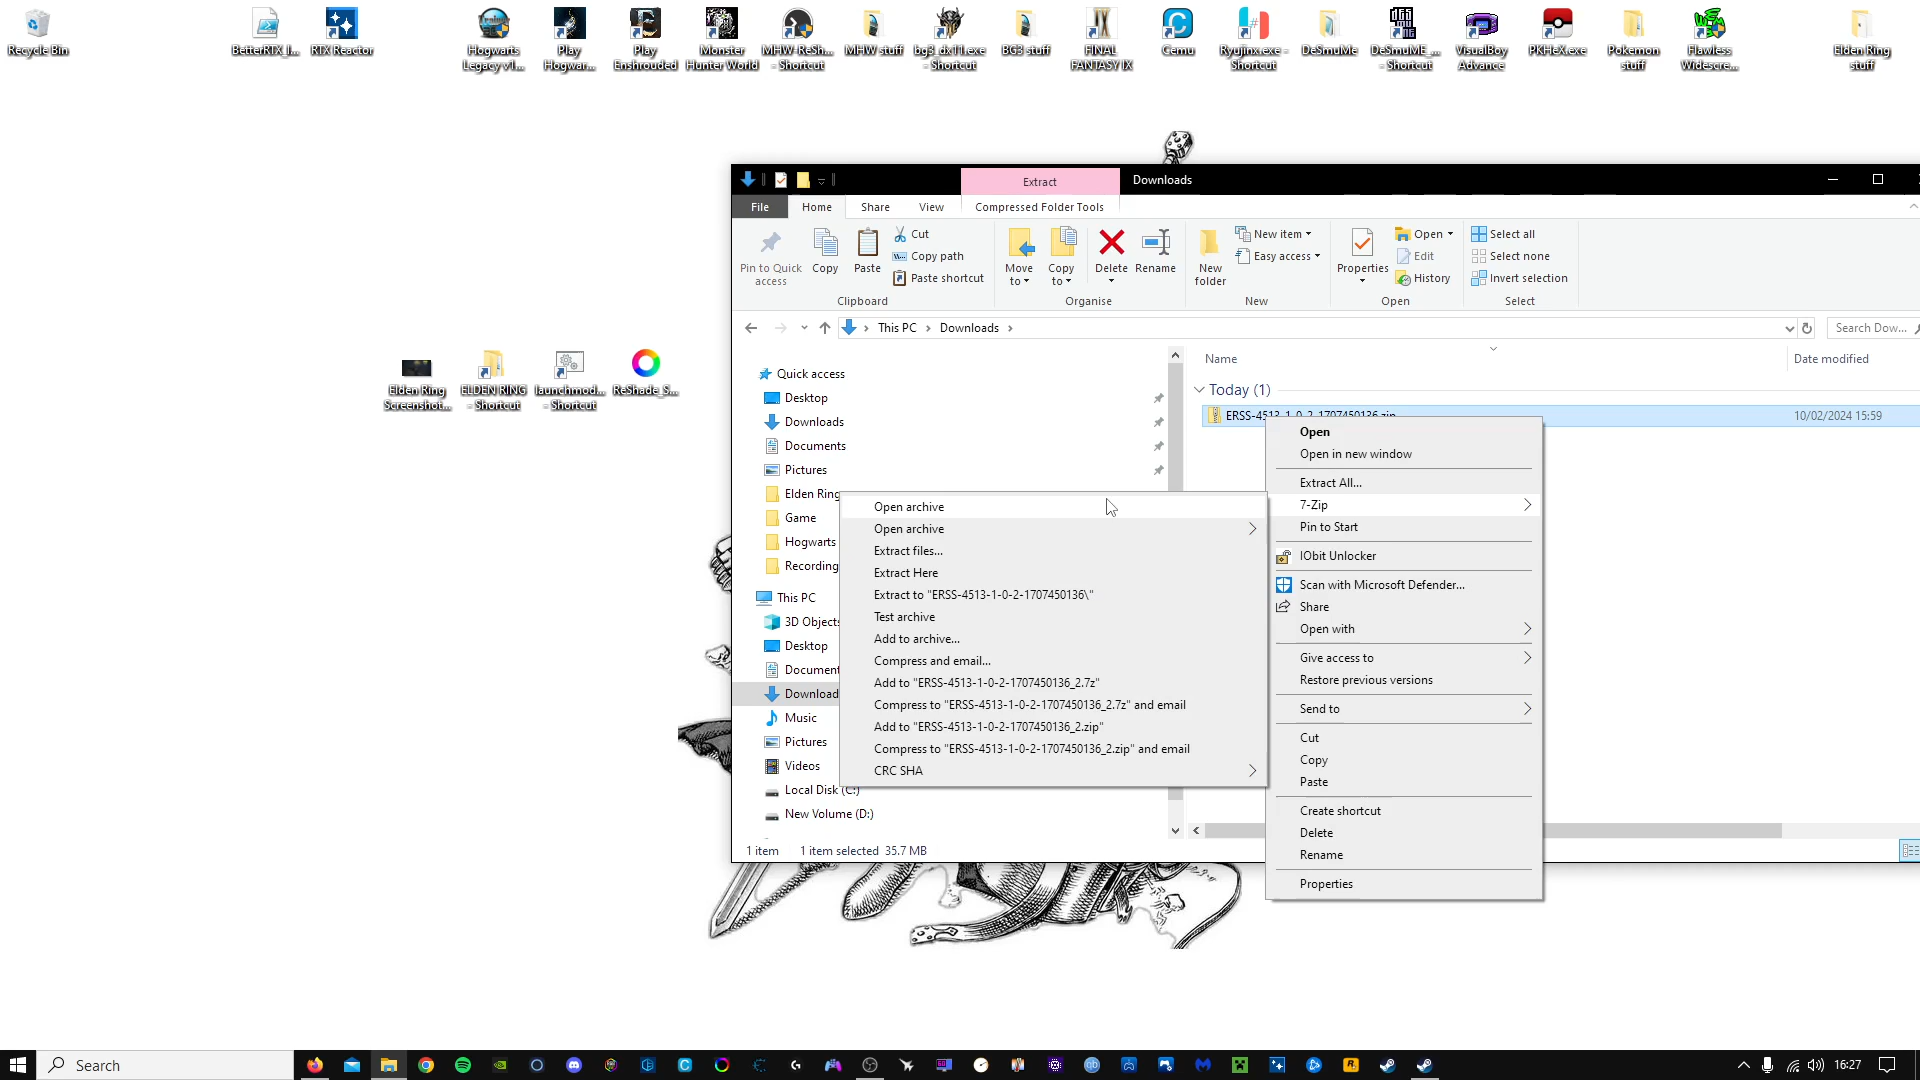 Recycle Bin
BetterRTX_I...
RTX Reactor
Hogwarts
Legacy v1...
Play
Hogwar...
Play
Enshrouded
Monster
Hunter World
MHW-ReSh...
- Shortcut
MHW stuff
bg3_dx11.exe
- Shortcut
BG3 stuff
FINAL
FANTASY IX
Cemu
Ryujinx.exe -
Shortcut
DeSmuMe
DeSmuME_...
- Shortcut
VisualBoy
Advance
PKHeX.exe
Pokemon
stuff
Flawless
Widescre...
Elden Ring
stuff
Elden Ring
Screenshot...
ELDEN RING
- Shortcut
launchmod...
- Shortcut
ReShade_S...
Extract
Downloads
File
Home
Share
View
Compressed Folder Tools
Pin to Quick
access
Copy
Paste
Cut
Copy path
Paste shortcut
Clipboard
Move
to
Copy
to
Delete
Rename
Organise
New
folder
New item
Easy access
New
Properties
Open
Edit
History
Open
Select all
Select none
Invert selection
Select
This PC
Downloads
Search Dow...
Name
Date modified
Today (1)
ERSS-4513-1-0-2-1707450136.zip
10/02/2024 15:59
Quick access
Desktop
Downloads
Documents
Pictures
Elden Ring
Game
Hogwarts
Recording
This PC
3D Objects
Desktop
Document
Download
Music
Pictures
Videos
Local Disk (C:)
New Volume (D:)
1 item
1 item selected 35.7 MB
Open archive
Open archive
Extract files...
Extract Here
Extract to "ERSS-4513-1-0-2-1707450136\"
Test archive
Add to archive...
Compress and email...
Add to "ERSS-4513-1-0-2-1707450136_2.7z"
Compress to "ERSS-4513-1-0-2-1707450136_2.7z" and email
Add to "ERSS-4513-1-0-2-1707450136_2.zip"
Compress to "ERSS-4513-1-0-2-1707450136_2.zip" and email
CRC SHA
Open
Open in new window
Extract All...
7-Zip
Pin to Start
IObit Unlocker
Scan with Microsoft Defender...
Share
Open with
Give access to
Restore previous versions
Send to
Cut
Copy
Paste
Create shortcut
Delete
Rename
Properties
Search
16:27